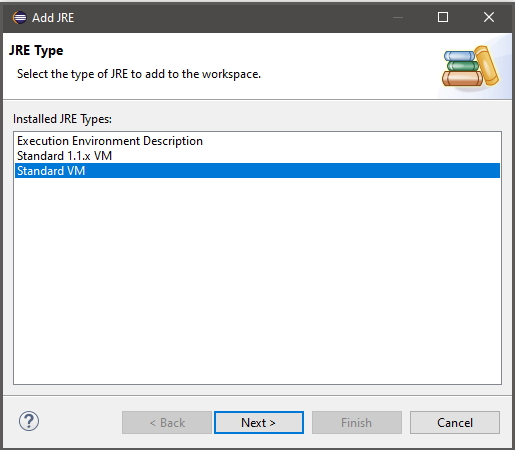 Add JRE
JRE Type
Select the type of JRE to add to the workspace.
Installed JRE Types:
Execution Environment Description
Standard 1.1.x VM
Standard VM
?
< Back
Next >
Finish
Cancel